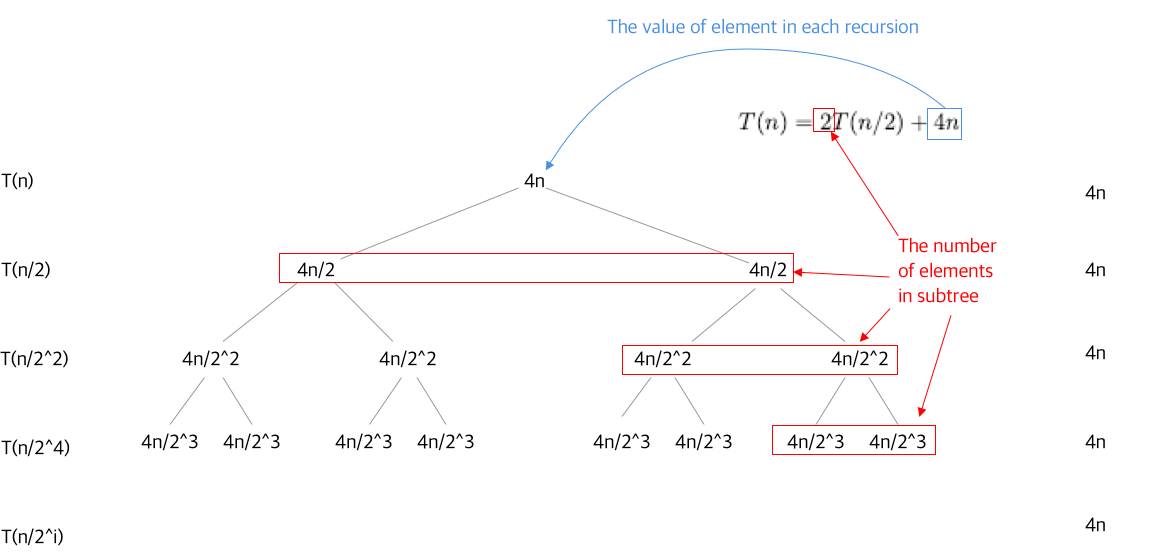 The value of element in each recursion
T(n) = 2T(n/2) + 4n
T(n)
4n
4n
T(n/2)
4n/2
4n/2
The number
of elements
in subtree
4n
T(n/2^2)
4n/2^2
4n/2^2
4n/2^2
4n/2^2
4n
T(n/2^4)
4n/2^3
4n/2^3
4n/2^3
4n/2^3
4n/2^3
4n/2^3
4n/2^3
4n/2^3
4n
T(n/2^i)
4n